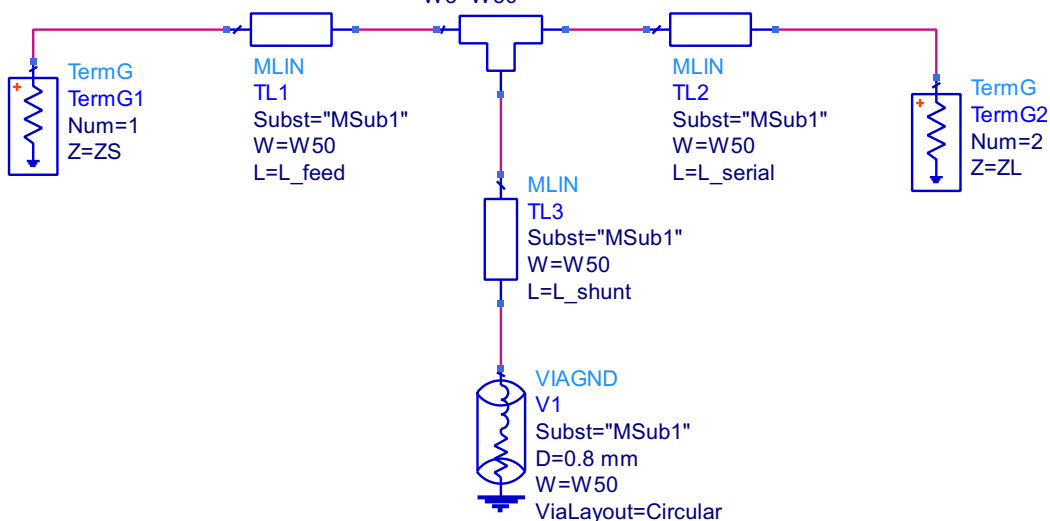 TermG
TermG1
Num=1
Z=ZS
MLIN
TL1
Subst="MSub1"
W=W50
L=L_feed
MLIN
TL2
Subst="MSub1"
W=W50
L=L_serial
TermG
TermG2
Num=2
Z=ZL
MLIN
TL3
Subst="MSub1"
W=W50
L=L_shunt
VIAGND
V1
Subst="MSub1"
D=0.8 mm
W=W50
ViaLayout=Circular